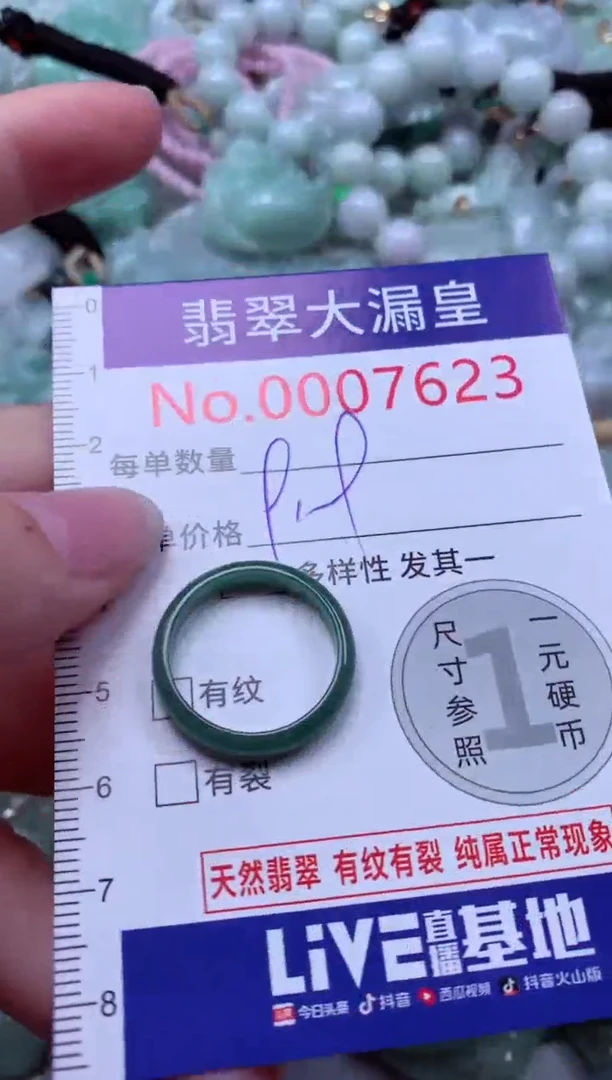 0
翡翠大漏皇
1
No.0007623
2
每单数量
单价格
多样性 发其一
尺寸参照
1
一元硬币
5
有纹
6
有裂
天然翡翠 有纹有裂 纯属正常现象
7
LiVE直播基地
8
今日头条 抖音 西瓜视频 抖音火山版